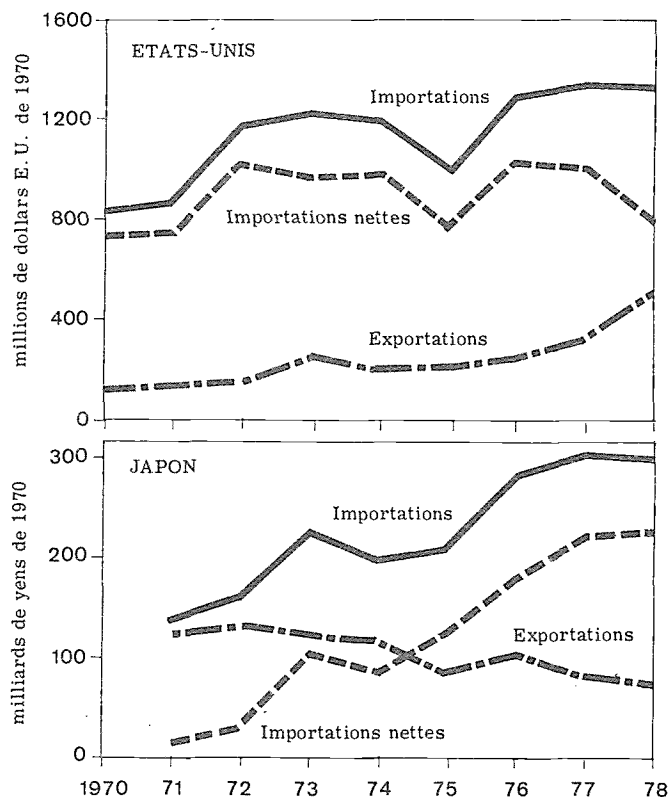 1600
ETATS-UNIS
Importations
1200
Importations nettes
800
400
Exportations
0
millions de dollars E.U. de 1970
300
JAPON
Importations
200
Exportations
100
Importations nettes
0
milliards de yens de 1970
1970 71 72 73 74 75 76 77 78